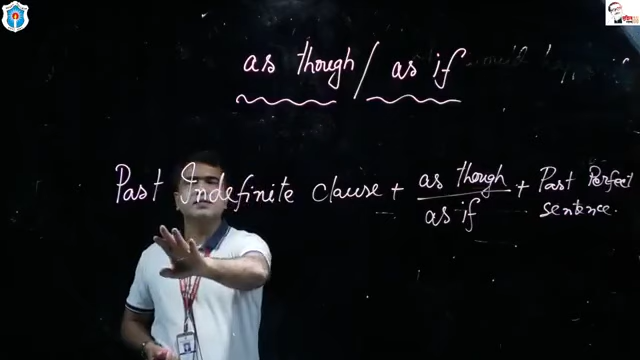 as though / as if
Past Indefinite clause + as though / as if + Past Perfect sentence.